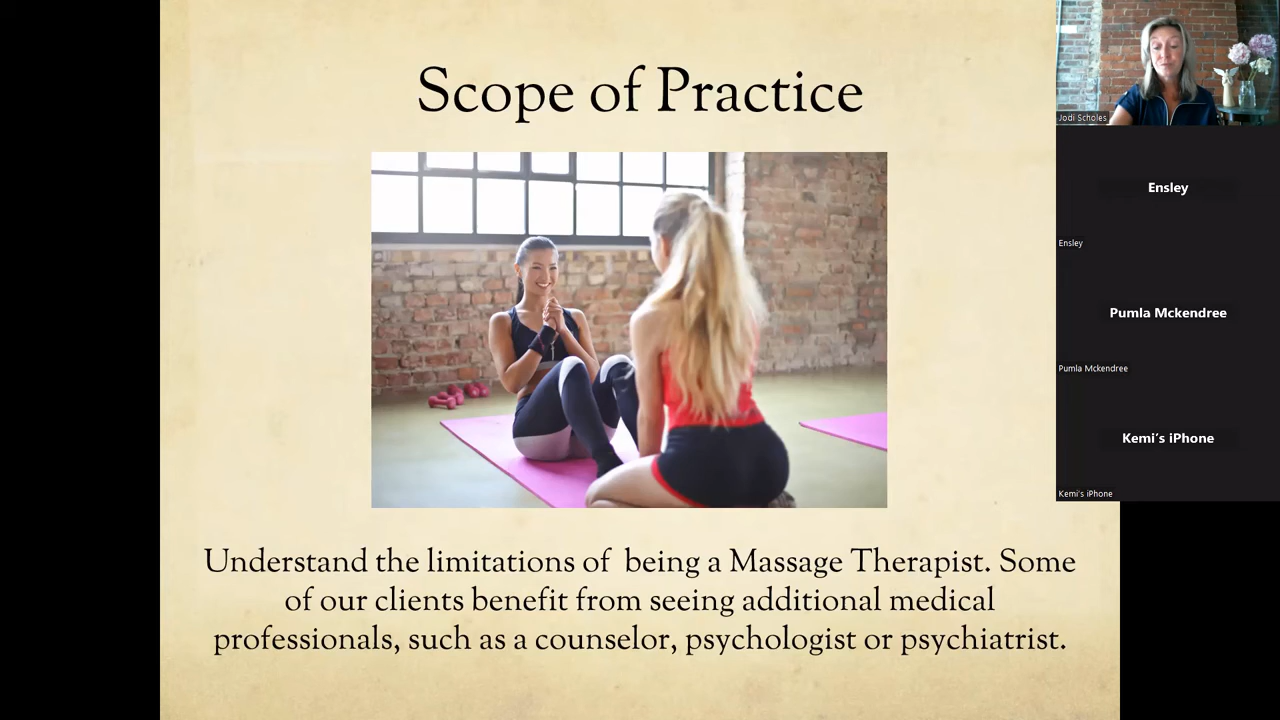 Scope of Practice
Understand the limitations of  being a Massage Therapist. Some
of our clients benefit from seeing additional medical
professionals, such as a counselor, psychologist or psychiatrist.
Jodi Scholes
Ensley
Ensley
Pumla Mckendree
Pumla Mckendree
Kemi’s iPhone
Kemi's iPhone